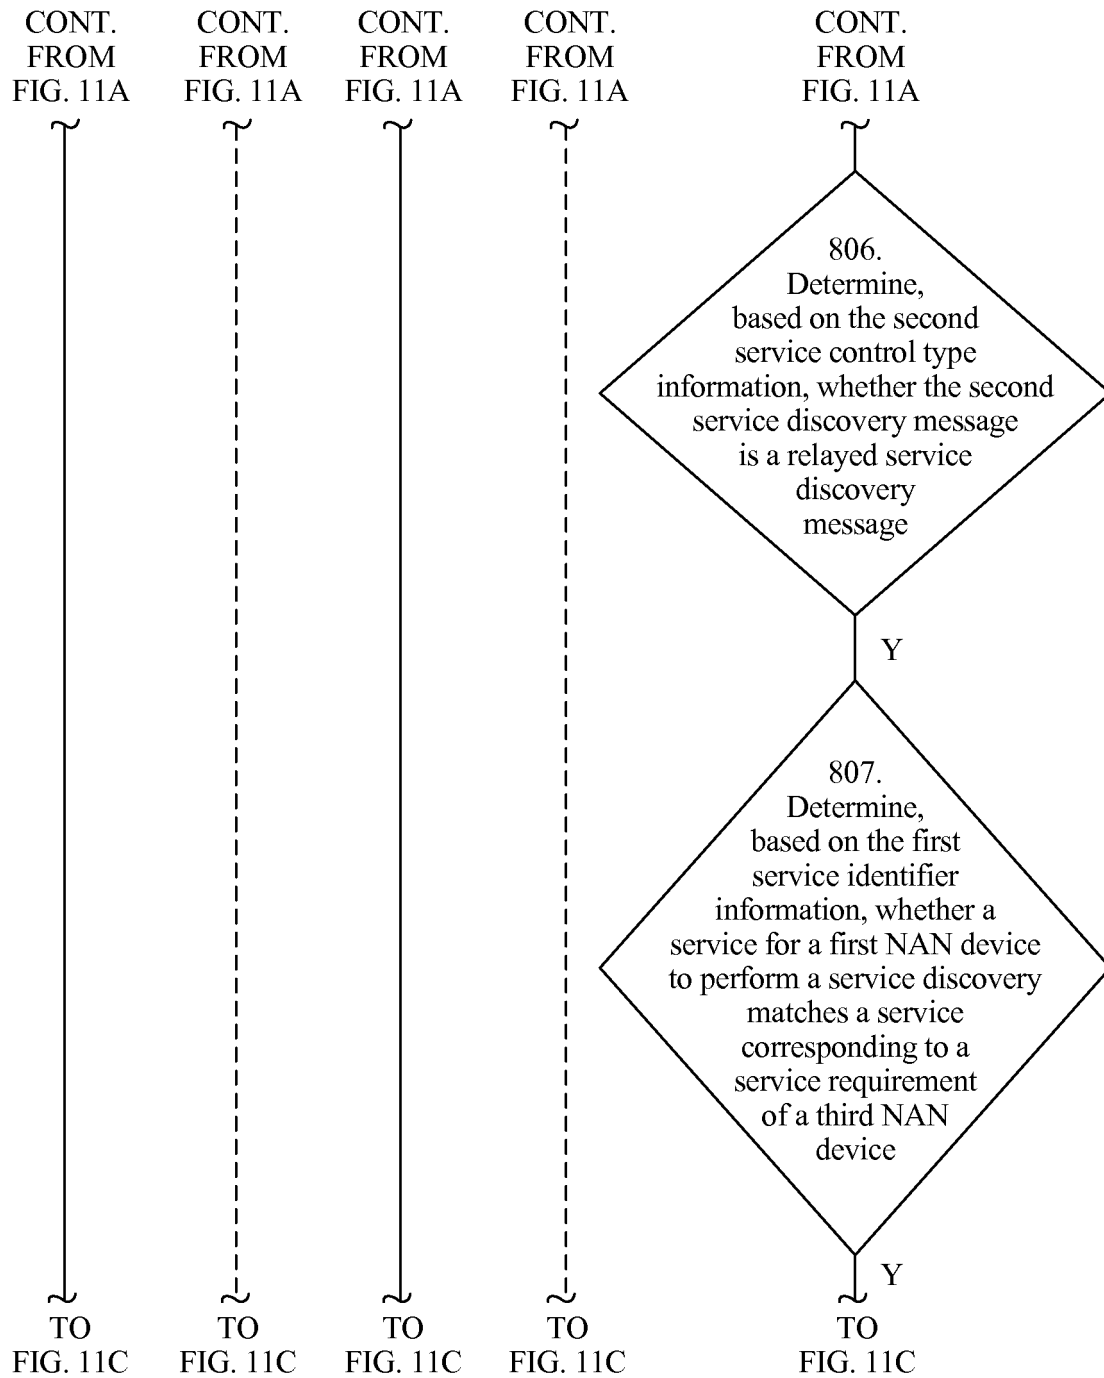 CONT. CONT. CONT. CONT. CONT.
FROM FROM FROM FROM FROM
FIG. 11A FIG. 11A FIG. 11A FIG. 11A FIG. 11A
806.
Determine,
based on the second
service control type
information, whether the second
service discovery message
is a relayed service
discovery
message
Y
807.
Determine,
based on the first
service identifier
information, whether a
service for a first NAN device
to perform a service discovery
matches a service
corresponding to a
service requirement
of a third NAN
device
Y
TO TO TO TO TO
FIG. 11C FIG. 11C FIG. 11C FIG. 11C FIG. 11C